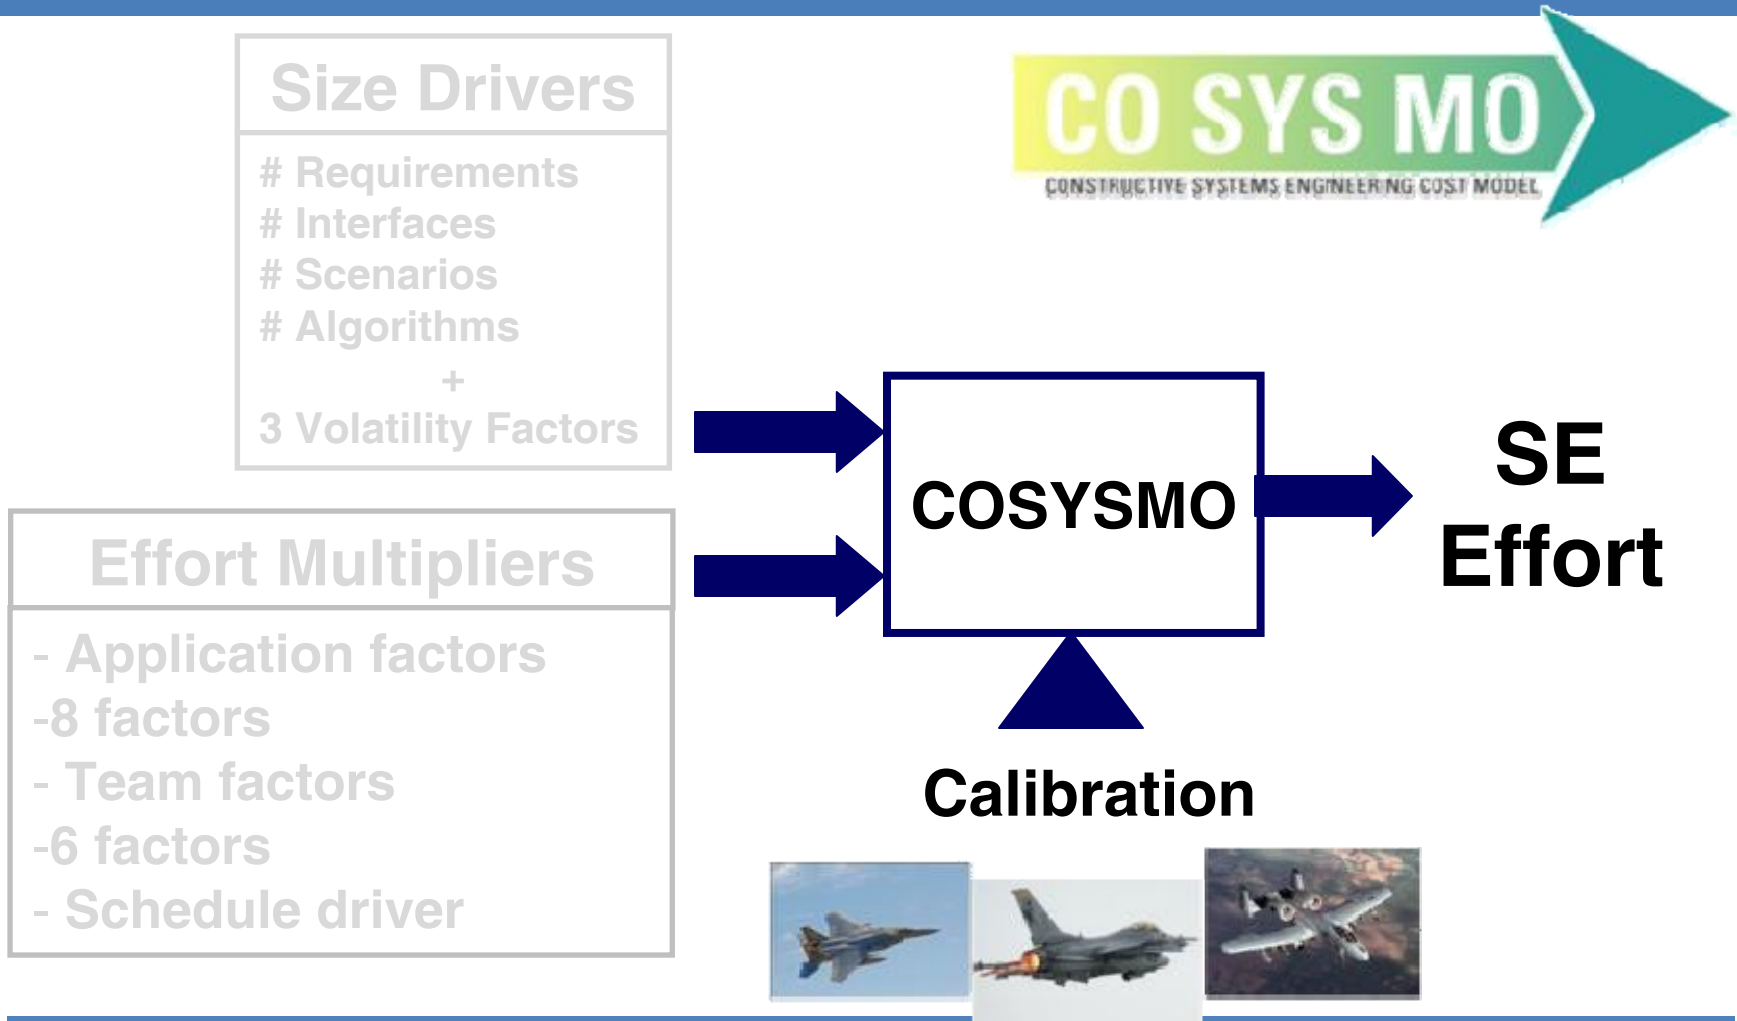 Size Drivers
# Requirements
# Interfaces
# Scenarios
# Algorithms
+
3 Volatility Factors
CO SYS MO
CONSTRUCTIVE SYSTEMS ENGINEERING COST MODEL
Effort Multipliers
- Application factors
-8 factors
- Team factors
-6 factors
- Schedule driver
COSYSMO
SE
Effort
Calibration